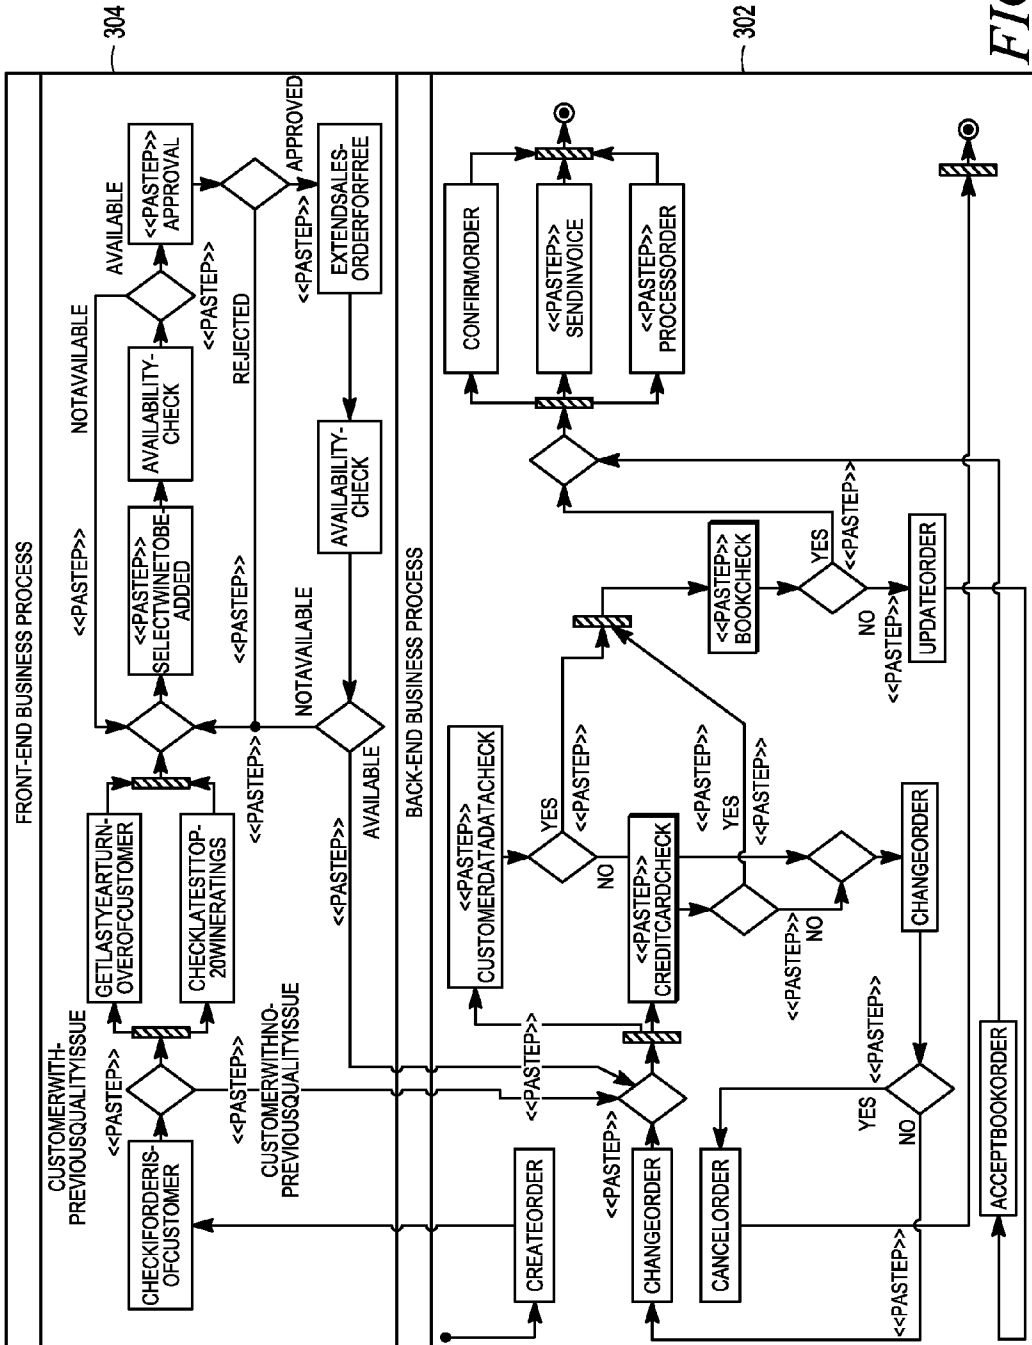 FRONT-END BUSINESS PROCESS
304
CUSTOMERWITH-
PREVIOUSQUALITYISSUE
<<PASTEP>>
CHECKIFORDERIS-
OFCUSTOMER
<<PASTEP>>
CUSTOMERWITHNO-
PREVIOUSQUALITYISSUE
GETLASTYEARTURN-
OVEROFCUSTOMER
CHECKLATESTTOP-
20WINERATINGS
<<PASTEP>>
<<PASTEP>>
SELECTWINETOBE-
ADDED
NOTAVAILABLE
AVAILABILITY-
CHECK
AVAILABLE
<<PASTEP>>
<<PASTEP>>
APPROVAL
REJECTED
<<PASTEP>>
<<PASTEP>>
APPROVED
<<PASTEP>>
EXTENDSALES-
ORDERFORFREE
AVAILABILITY-
CHECK
NOTAVAILABLE
AVAILABLE
<<PASTEP>>
BACK-END BUSINESS PROCESS
302
CREATEORDER
<<PASTEP>>
CHANGEORDER
<<PASTEP>>
<<PASTEP>>
CUSTOMERDATADATACHECK
YES
<<PASTEP>>
NO
<<PASTEP>>
CREDITCARDCHECK
<<PASTEP>>
YES
<<PASTEP>>
<<PASTEP>>
NO
CHANGEORDER
<<PASTEP>>
YES
NO
CANCELORDER
<<PASTEP>>
<<PASTEP>>
BOOKCHECK
YES
<<PASTEP>>
NO
<<PASTEP>>
UPDATEORDER
ACCEPTBOOKORDER
CONFIRMORDER
<<PASTEP>>
SENDINVOICE
<<PASTEP>>
PROCESSORDER